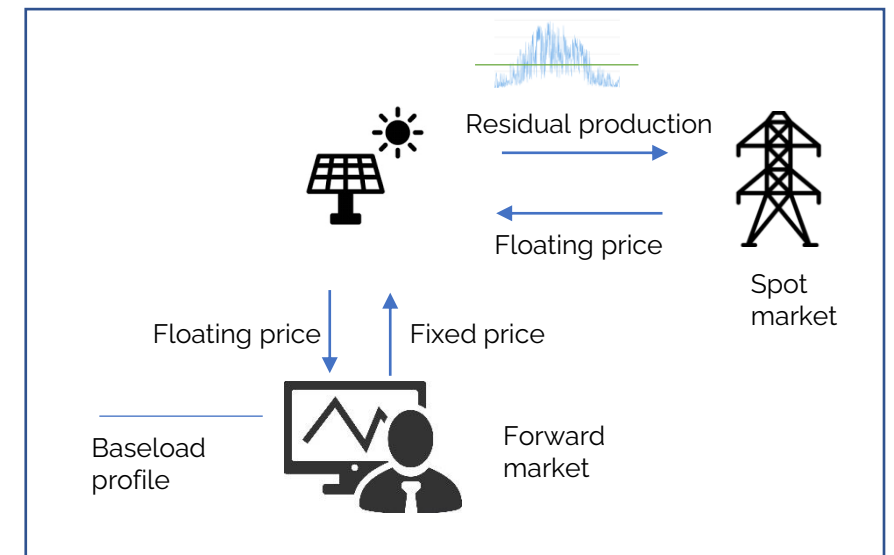 Residual production
Floating price
Spot
market
Floating price
Fixed price
Baseload
profile
Forward
market